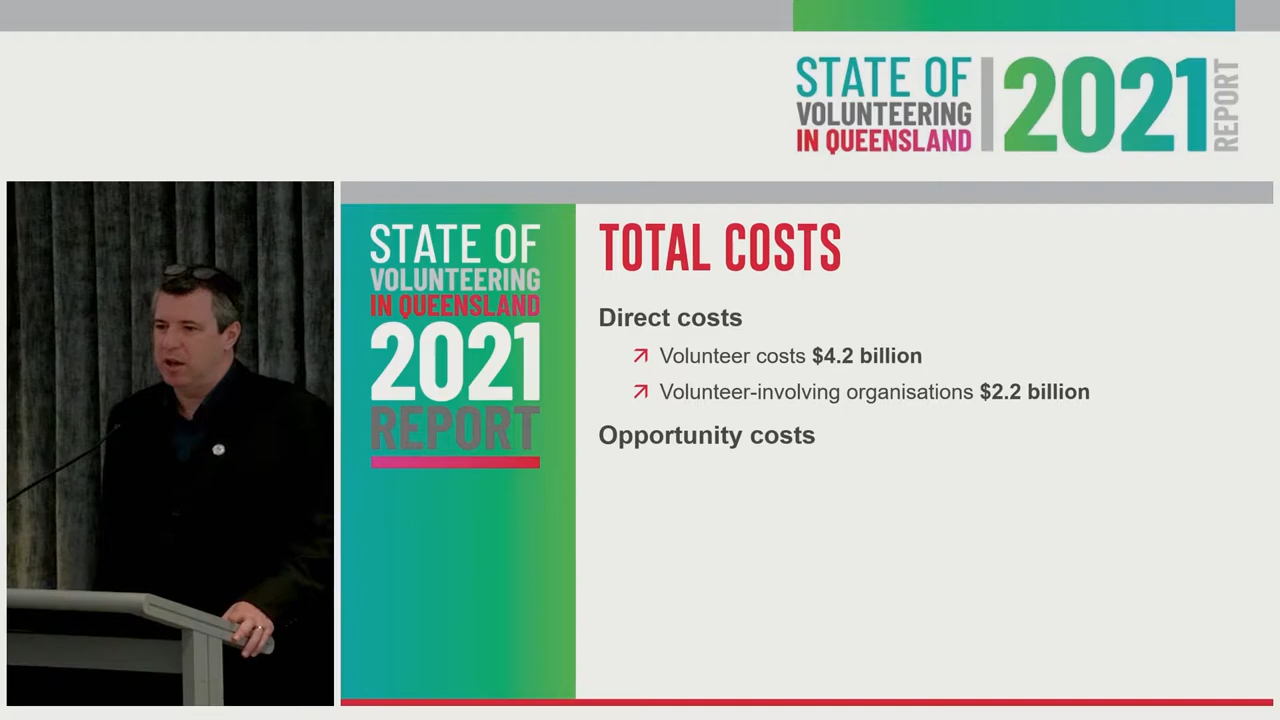 STATE OF
VOLUNTEERING
IN QUEENSLAND
2021
REPORT
STATE OF
VOLUNTEERING
IN QUEENSLAND
2021
REPORT
TOTAL COSTS
Direct costs
Volunteer costs $4.2 billion
Volunteer-involving organisations $2.2 billion
Opportunity costs